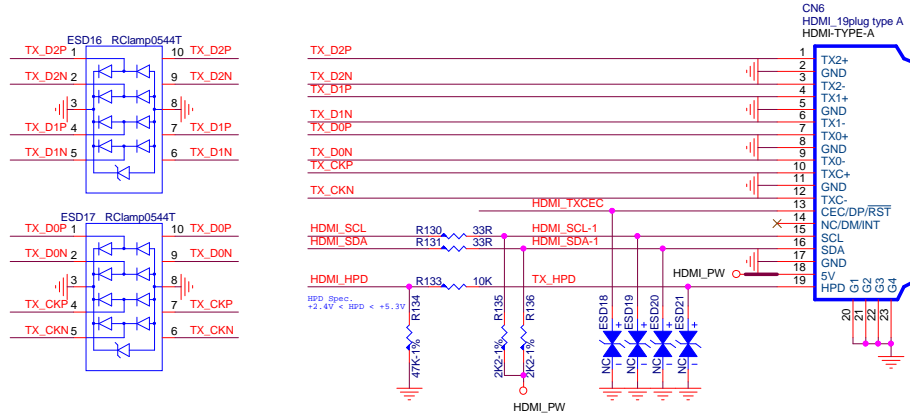 CN6
HDMI_19plug type A
HDMI-TYPE-A
ESD16 RClamp0544T
TX_D2P 1 10 TX_D2P
TX_D2N 2 9 TX_D2N
3 8
TX_D1P 4 7 TX_D1P
TX_D1N 5 6 TX_D1N
ESD17 RClamp0544T
TX_D0P 1 10 TX_D0P
TX_D0N 2 9 TX_D0N
3 8
TX_CKP 4 7 TX_CKP
TX_CKN 5 6 TX_CKN
TX_D2P 1 TX2+
2 GND
TX_D2N 3 TX2-
TX_D1P 4 TX1+
5 GND
TX_D1N 6 TX1-
TX_D0P 7 TX0+
8 GND
TX_D0N 9 TX0-
TX_CKP 10 TXC+
11 GND
TX_CKN 12 TXC-
HDMI_TXCEC 13 CEC/DP/RST
14 NC/DM/INT
HDMI_SCL R130 33R HDMI_SCL-1 15 SCL
HDMI_SDA R131 33R HDMI_SDA-1 16 SDA
17 GND
HDMI_PW 18 5V
HDMI_HPD R133 10K TX_HPD 19 HPD
HPD Spec.
+2.4V < HPD < +5.3V
R134
47K-1%
R135
2K2-1%
R136
2K2-1%
HDMI_PW
ESD18
NC + -
ESD19
NC + -
ESD20
NC + -
ESD21
NC + -
G1 G2 G3 G4
20 21 22 23